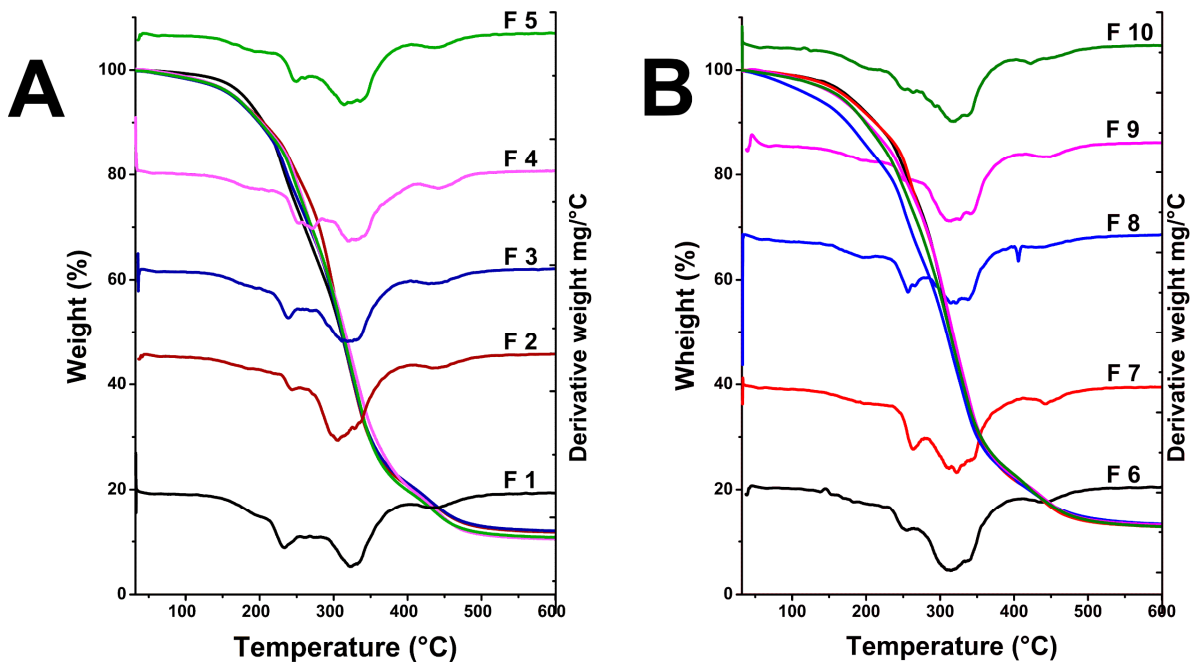 A
F 5
F 4
F 3
F 2
F 1
100
80
60
40
20
0
100
200
300
400
500
600
Weight (%)
Derivative weight mg/°C
Temperature (°C)
B
F 10
F 9
F 8
F 7
F 6
100
80
60
40
20
0
100
200
300
400
500
600
Wheight (%)
Derivative weight mg/°C
Temperature (°C)